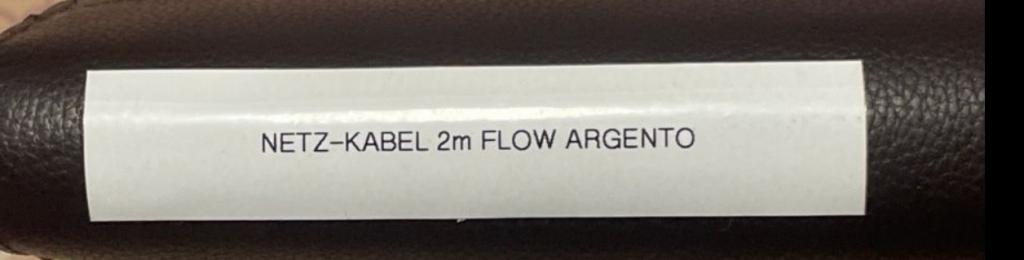 NETZ-KABEL 2m FLOW ARGENTO